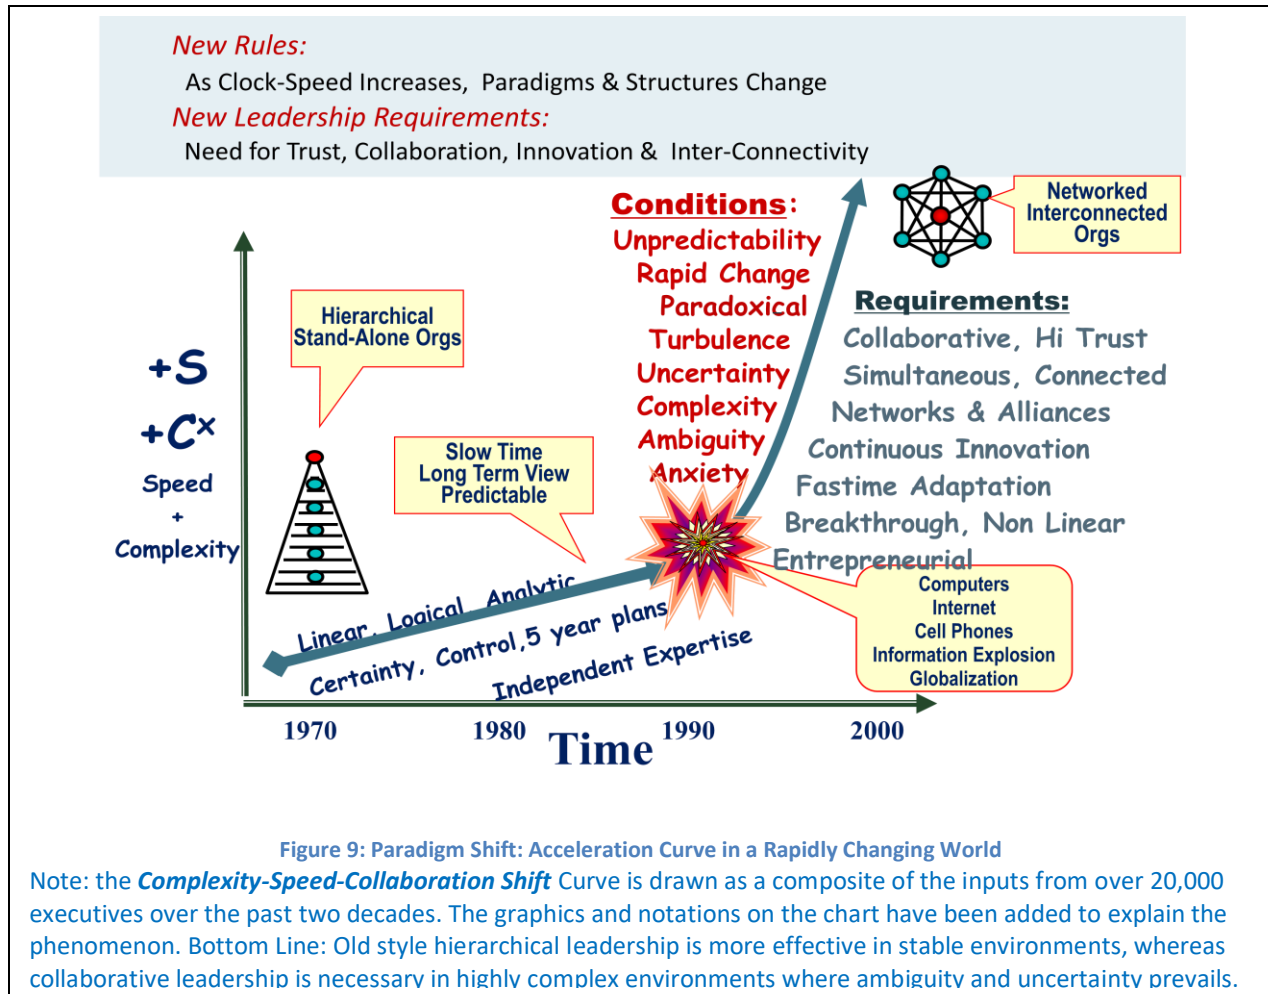 New Rules:
As Clock-Speed Increases, Paradigms & Structures Change
New Leadership Requirements:
Need for Trust, Collaboration, Innovation & Inter-Connectivity
Networked
Interconnected
Orgs
Conditions:
Unpredictability
Rapid Change
Paradoxical
Turbulence
Uncertainty
Complexity
Ambiguity
Anxiety
Hierarchical
Stand-Alone Orgs
Requirements:
Collaborative, Hi Trust
Simultaneous, Connected
Networks & Alliances
Continuous Innovation
Fastime Adaptation
Breakthrough, Non Linear
Entrepreneurial
+S
+Cˣ
Speed
+
Complexity
Slow Time
Long Term View
Predictable
Computers
Internet
Cell Phones
Information Explosion
Globalization
Linear, Logical, Analytic
Certainty, Control,5 year plans
Independent Expertise
1970
1980
1990
2000
Time
Figure 9: Paradigm Shift: Acceleration Curve in a Rapidly Changing World
Note: the Complexity-Speed-Collaboration Shift Curve is drawn as a composite of the inputs from over 20,000
executives over the past two decades. The graphics and notations on the chart have been added to explain the
phenomenon. Bottom Line: Old style hierarchical leadership is more effective in stable environments, whereas
collaborative leadership is necessary in highly complex environments where ambiguity and uncertainty prevails.